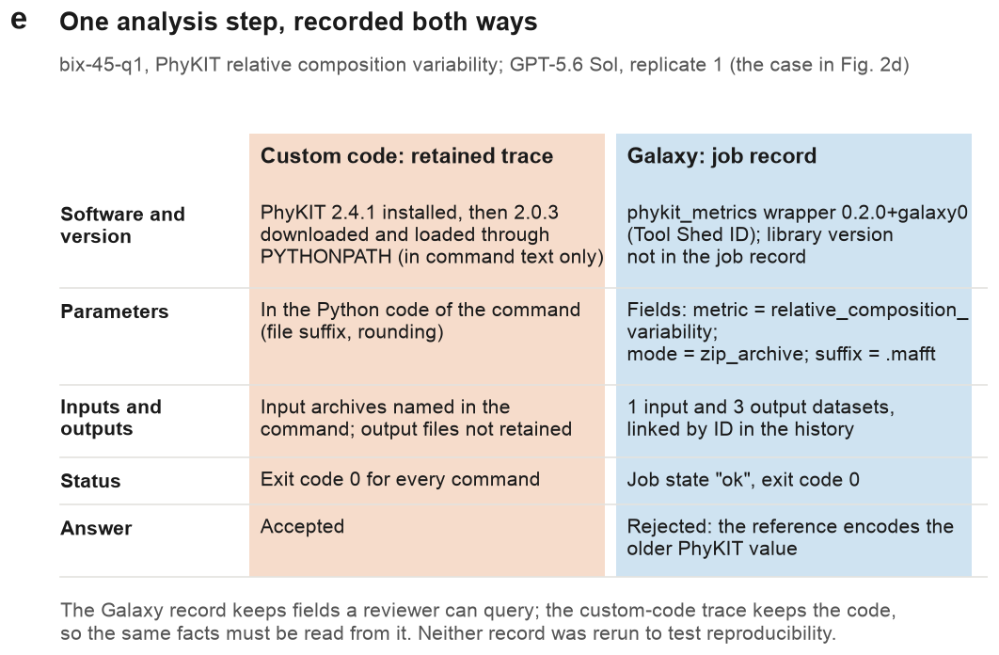 e One analysis step, recorded both ways
bix-45-q1, PhyKIT relative composition variability; GPT-5.6 Sol, replicate 1 (the case in Fig. 2d)
Custom code: retained trace
Galaxy: job record
Software and
version
PhyKIT 2.4.1 installed, then 2.0.3
downloaded and loaded through
PYTHONPATH (in command text only)
phykit_metrics wrapper 0.2.0+galaxy0
(Tool Shed ID); library version
not in the job record
Parameters
In the Python code of the command
(file suffix, rounding)
Fields: metric = relative_composition_
variability;
mode = zip_archive; suffix = .mafft
Inputs and
outputs
Input archives named in the
command; output files not retained
1 input and 3 output datasets,
linked by ID in the history
Status
Exit code 0 for every command
Job state "ok", exit code 0
Answer
Accepted
Rejected: the reference encodes the
older PhyKIT value
The Galaxy record keeps fields a reviewer can query; the custom-code trace keeps the code,
so the same facts must be read from it. Neither record was rerun to test reproducibility.